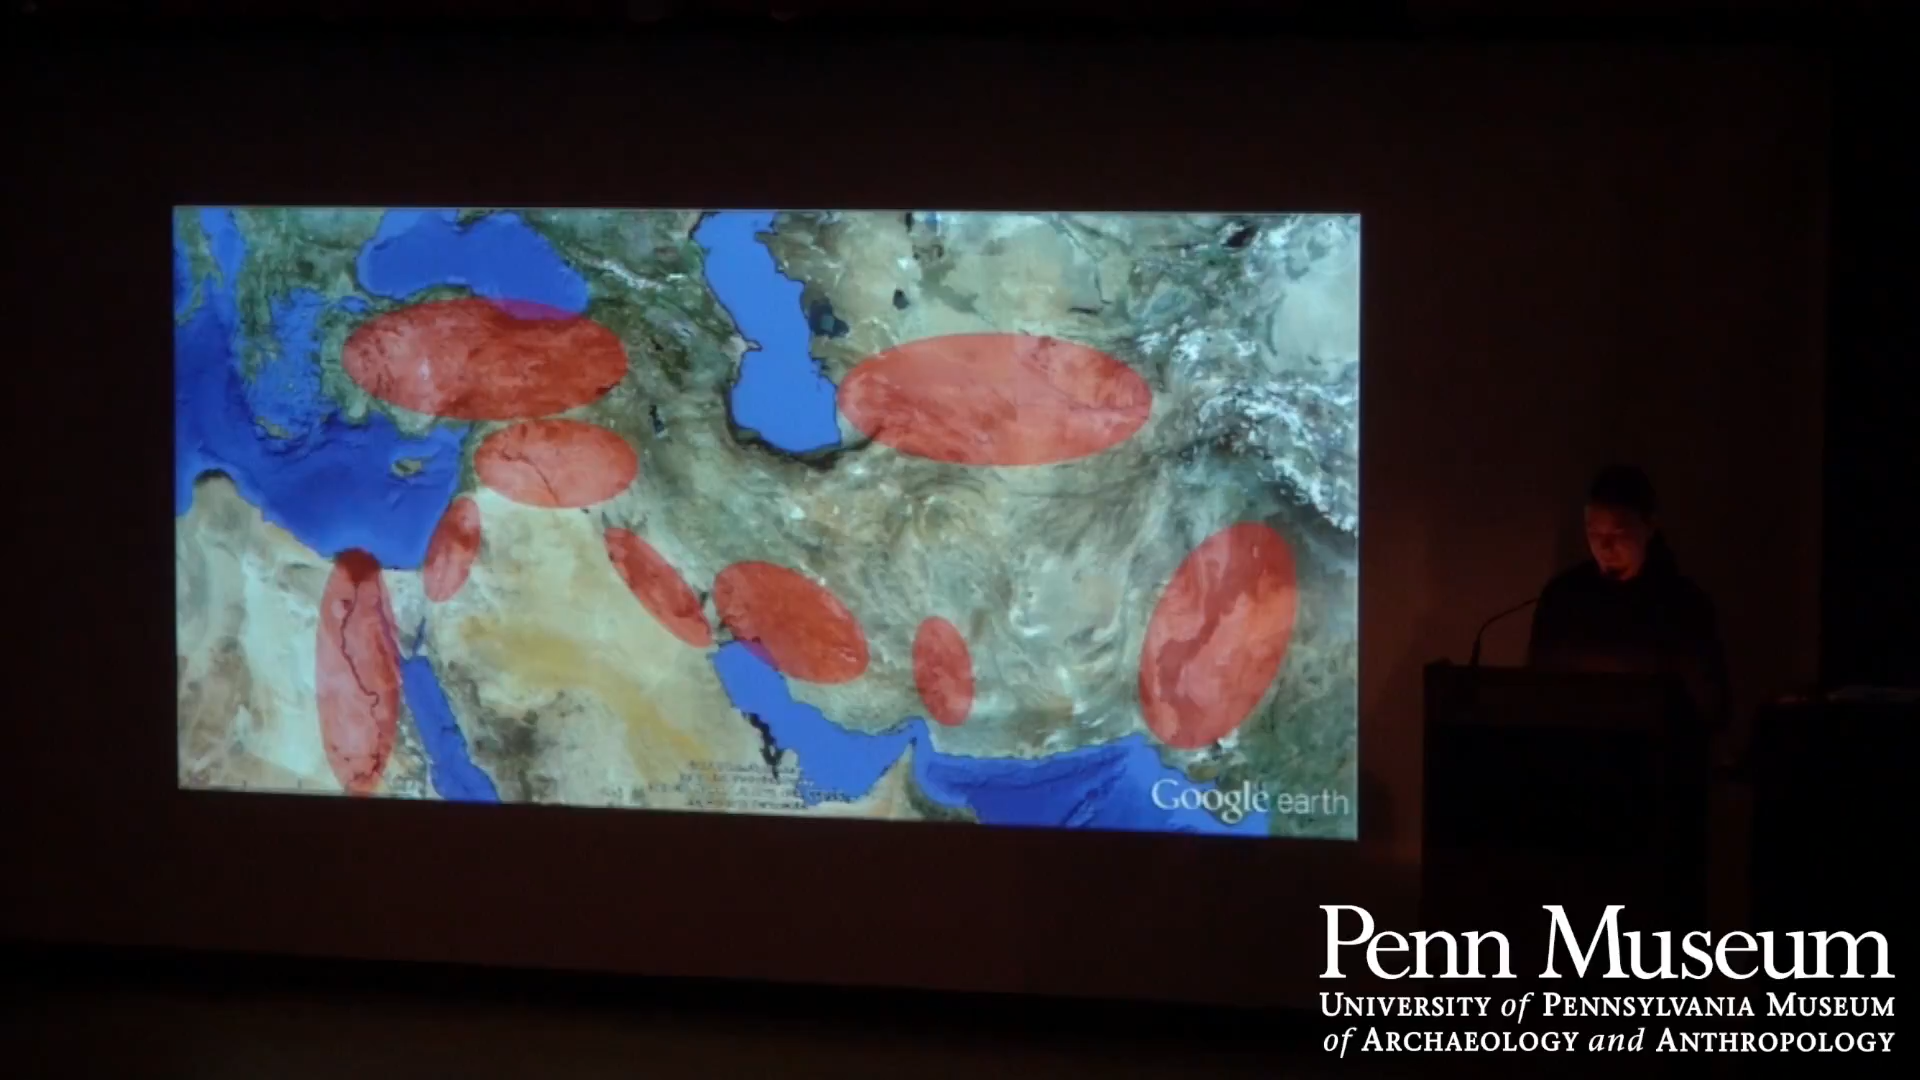 Google earth
Penn Museum
UNIVERSITY of PENNSYLVANIA MUSEUM
of ARCHAEOLOGY and ANTHROPOLOGY